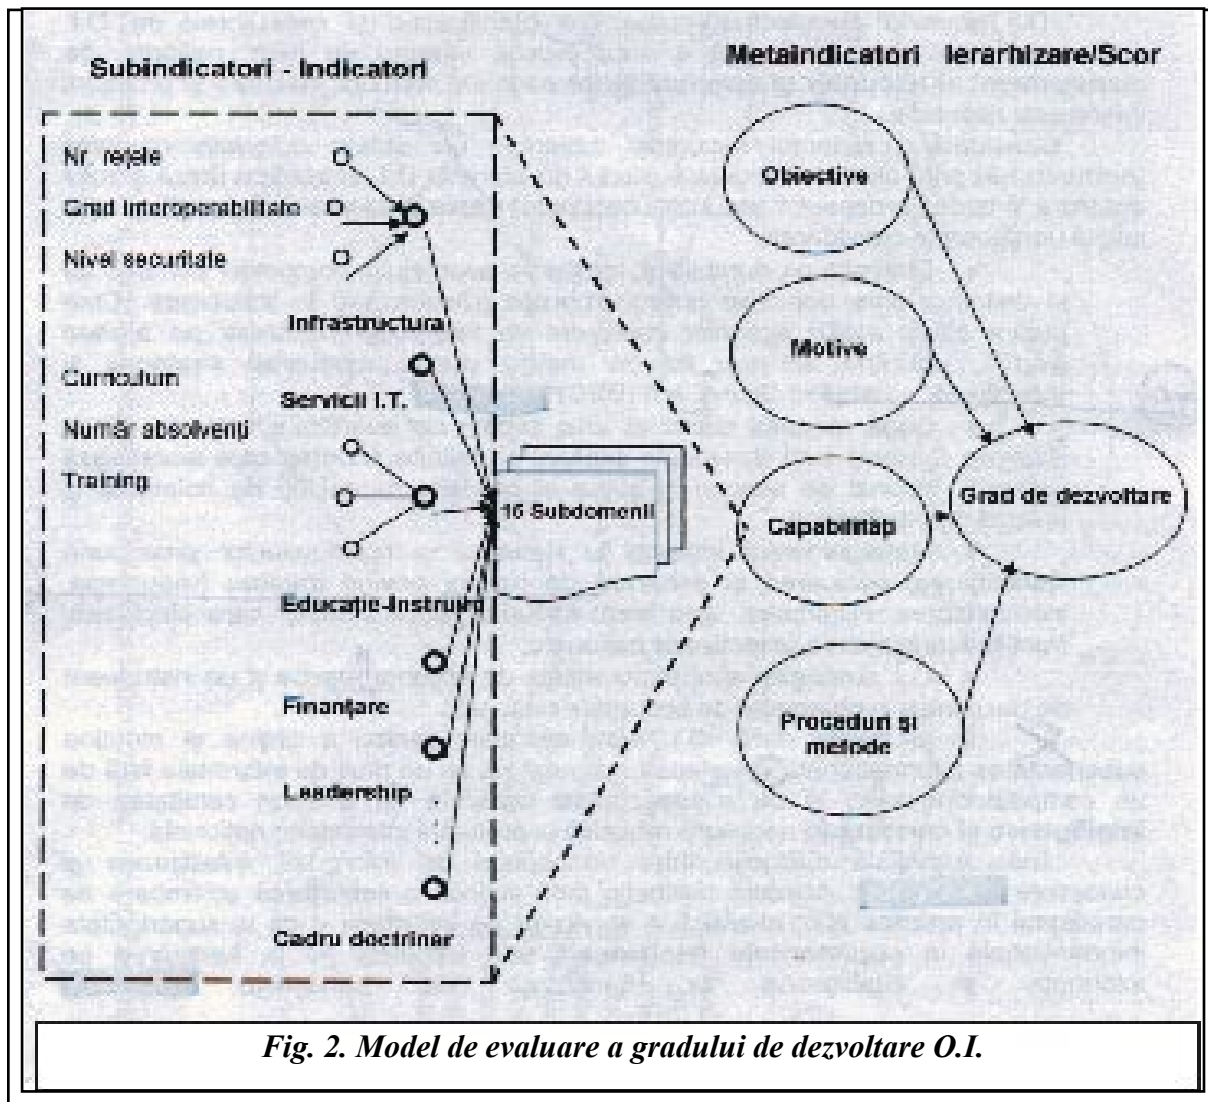 Subindicatori - Indicatori
Metaindicatori Ierarhizare/Scor
Nr. rețele
Grad interoperabilitate
Nivel securitate
Infrastructura
Curriculum
Servicii I.T.
Număr absolvenți
Training
Educație-Instruire
Finanțare
Leadership
Cadru doctrinar
16 Subdomenii
Obiective
Motive
Capabilități
Proceduri și
metode
Grad de dezvoltare
Fig. 2. Model de evaluare a gradului de dezvoltare O.I.